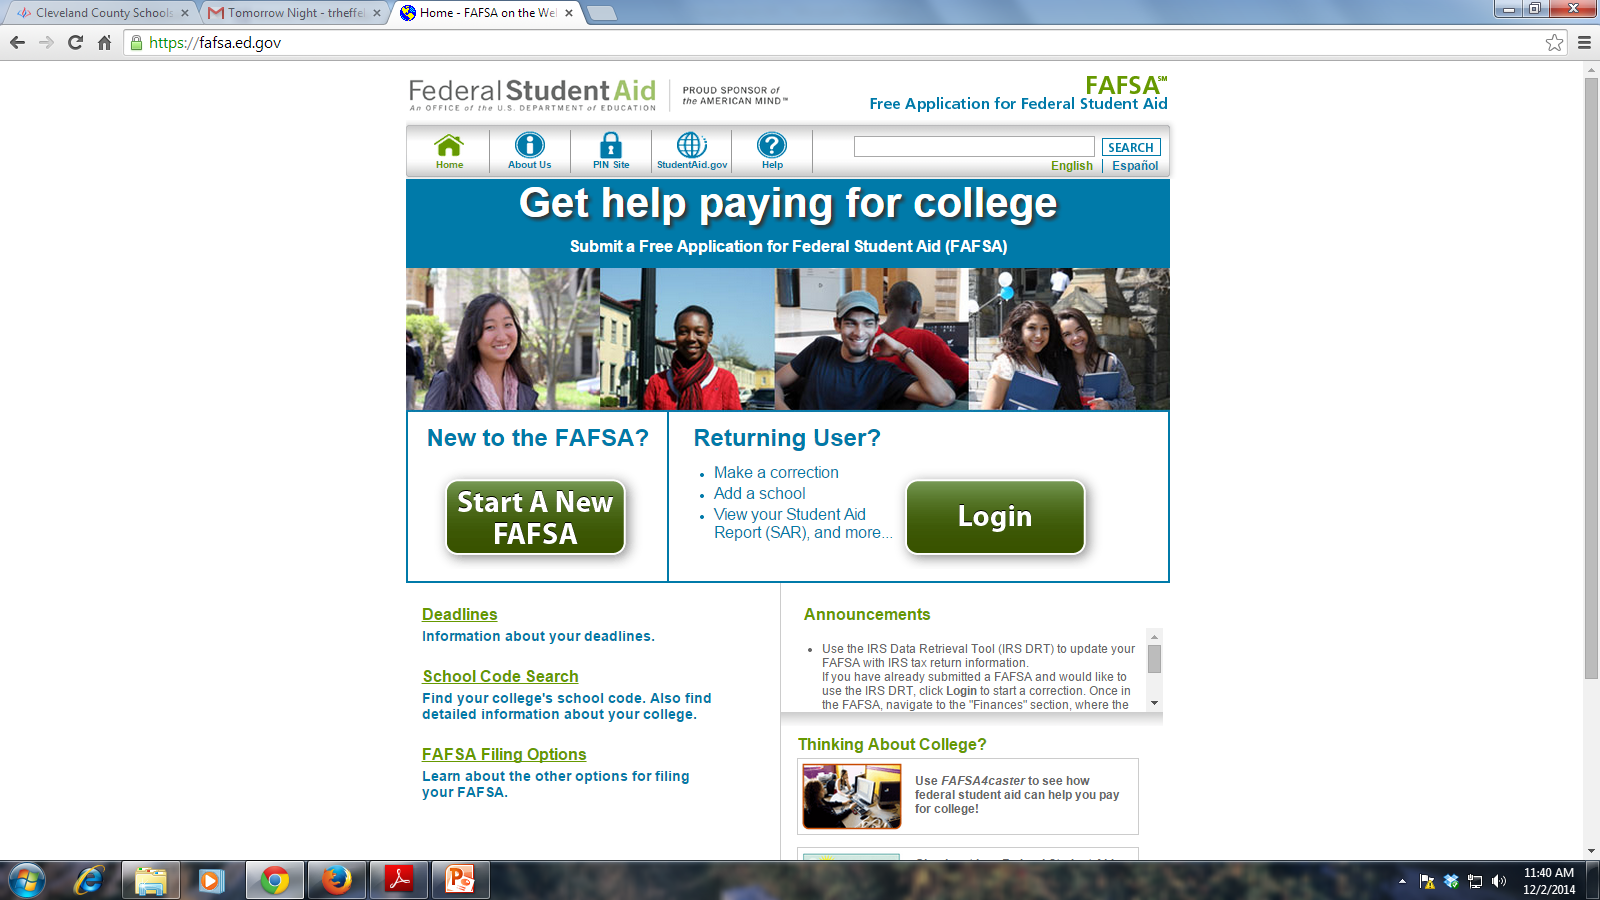 Cleveland County Schools
Tomorrow Night - trheffe
Home - FAFSA on the We
https://fafsa.ed.gov
Federal Student Aid
An OFFICE of the U.S. DEPARTMENT of EDUCATION
PROUD SPONSOR of
the AMERICAN MIND™
FAFSA℠
Free Application for Federal Student Aid
Home
About Us
PIN Site
StudentAid.gov
Help
SEARCH
English
Español
Get help paying for college
Submit a Free Application for Federal Student Aid (FAFSA)
New to the FAFSA?
Start A New
FAFSA
Returning User?
• Make a correction
• Add a school
• View your Student Aid
Report (SAR), and more...
Login
Deadlines
Information about your deadlines.
School Code Search
Find your college's school code. Also find
detailed information about your college.
FAFSA Filing Options
Learn about the other options for filing
your FAFSA.
Announcements
• Use the IRS Data Retrieval Tool (IRS DRT) to update your
FAFSA with IRS tax return information.
If you have already submitted a FAFSA and would like to
use the IRS DRT, click Login to start a correction. Once in
the FAFSA, navigate to the "Finances" section, where the
Thinking About College?
Use FAFSA4caster to see how
federal student aid can help you pay
for college!
11:40 AM
12/2/2014